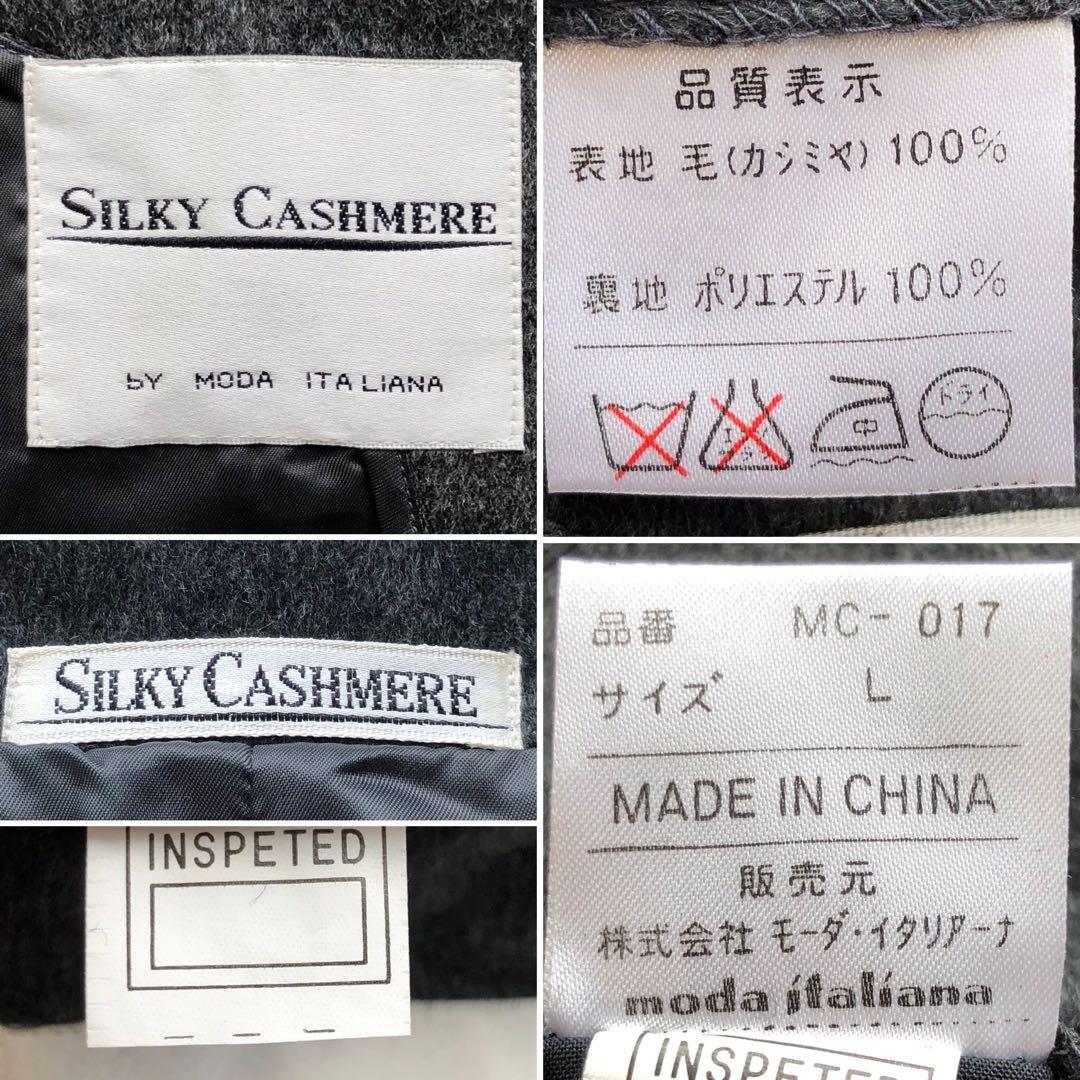 SILKY CASHMERE
by MODA ITALIANA
品質表示
表地 毛(カシミヤ) 100%
裏地 ポリエステル 100%
中
ドライ
SILKY CASHMERE
INSPETED
品番 MC-017
サイズ L
MADE IN CHINA
販売元
株式会社 モーダ・イタリアーナ
moda italiana
INSPETED